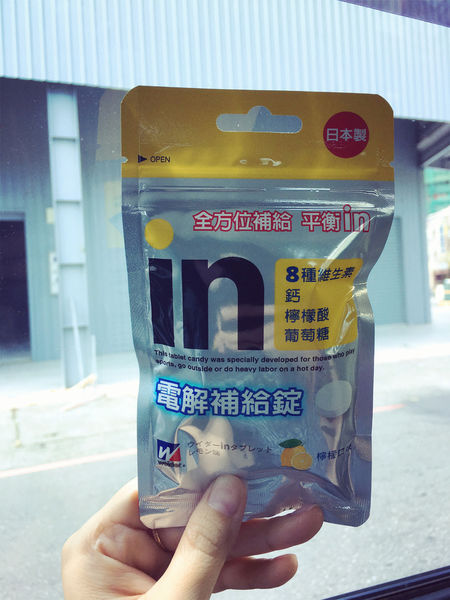 日本製
OPEN
全方位補給 平衡in
in
8種維生素
鈣
檸檬酸
葡萄糖
This tablet candy was specially developed for those who play
sports, go outside or do heavy labor on a hot day.
電解補給錠
W
weider
ウイダーinタブレット
レモン味
檸檬口味